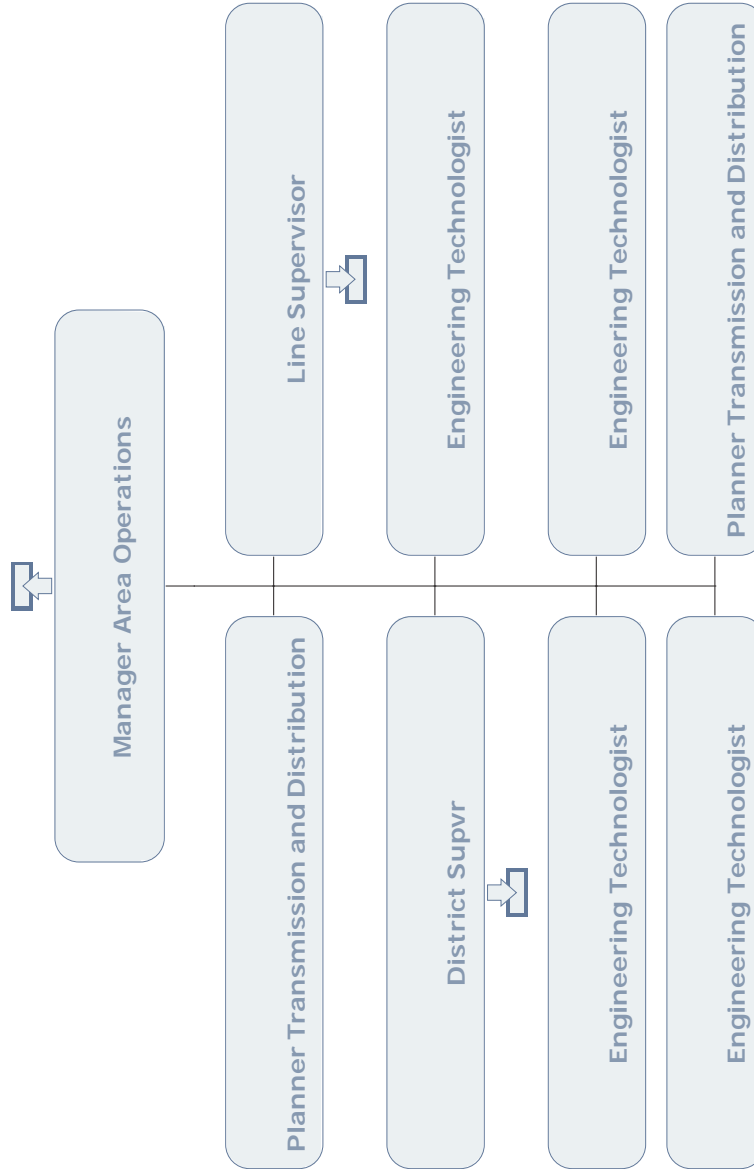 Manager Area Operations
Planner Transmission and Distribution
Line Supervisor
District Supvr
Engineering Technologist
Engineering Technologist
Engineering Technologist
Engineering Technologist
Planner Transmission and Distribution